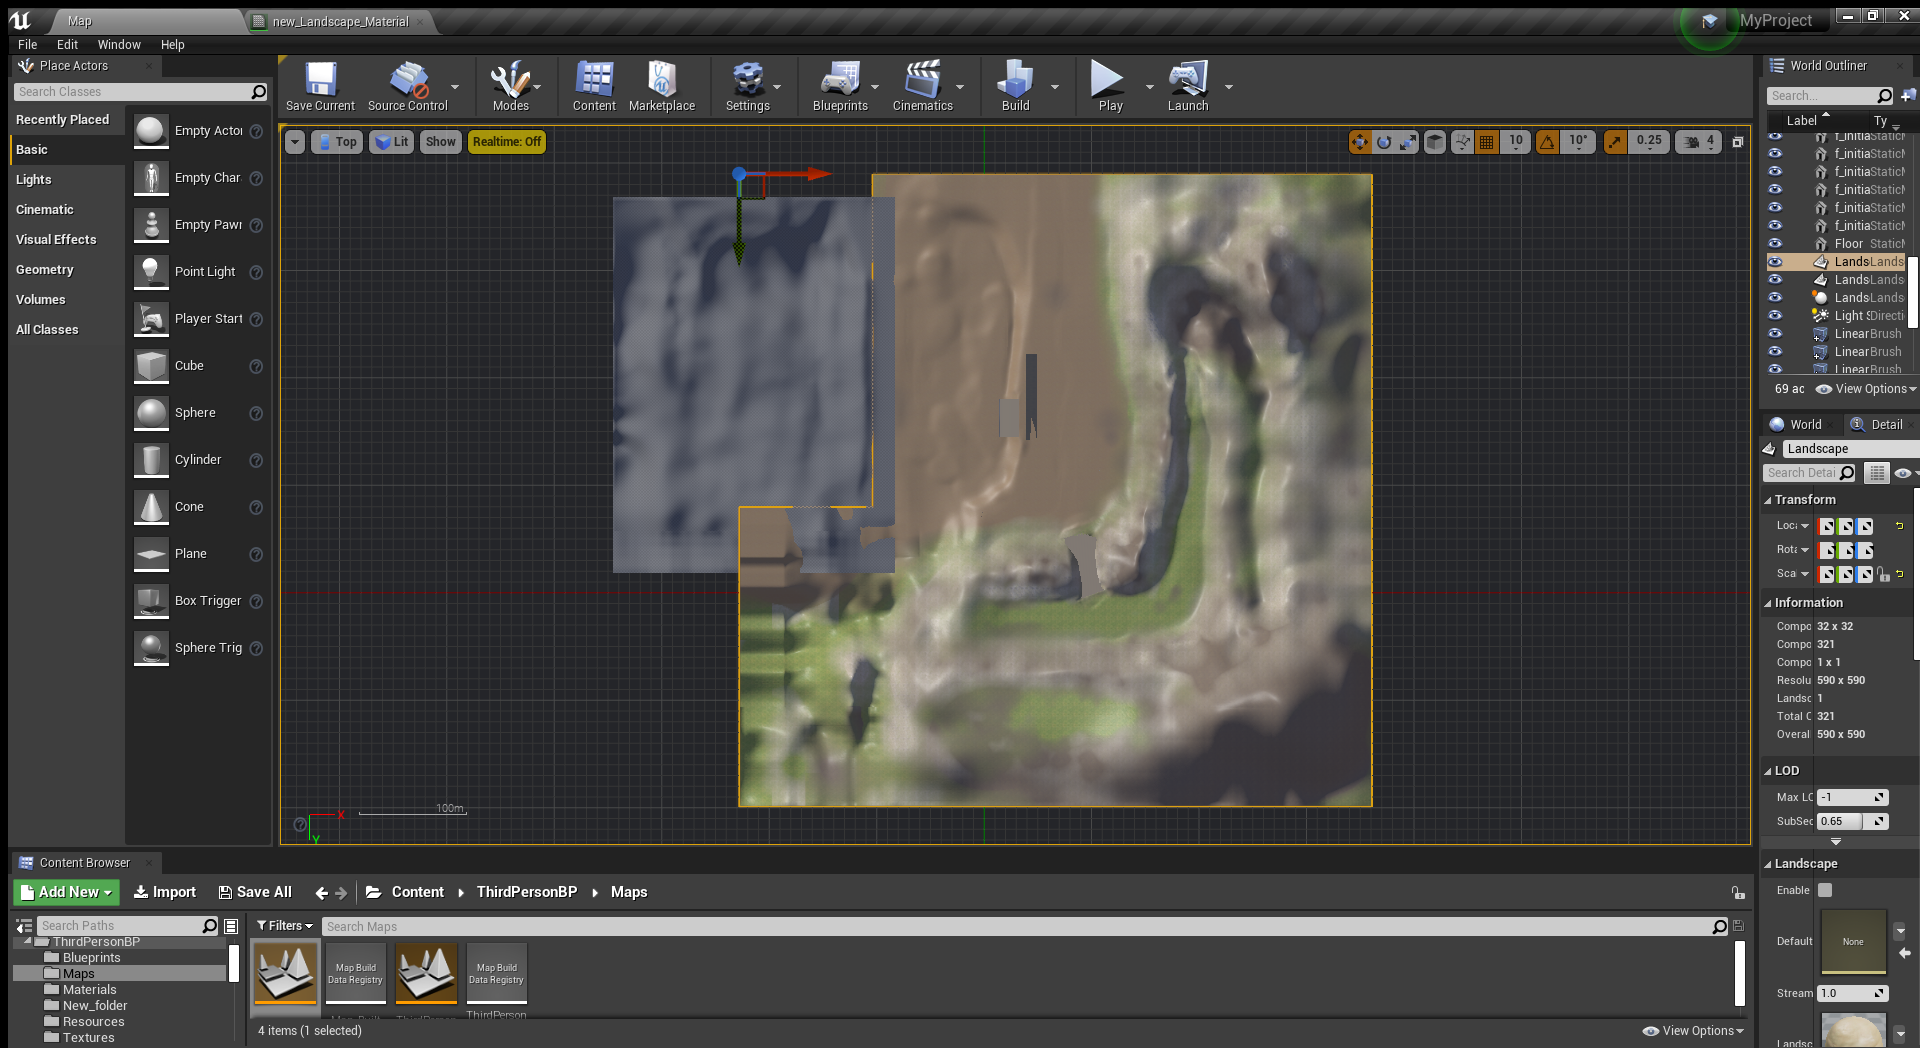 Map
new_Landscape_Material
MyProject
File Edit Window Help
Place Actors
Search Classes
Recently Placed
Basic
Lights
Cinematic
Visual Effects
Geometry
Volumes
All Classes
Empty Actor
Empty Char
Empty Pawn
Point Light
Player Start
Cube
Sphere
Cylinder
Cone
Plane
Box Trigger
Sphere Trig
Save Current
Source Control
Modes
Content
Marketplace
Settings
Blueprints
Cinematics
Build
Play
Launch
Top
Lit
Show
Realtime: Off
10
10°
0.25
4
100m
X
Y
World Outliner
Search...
Label
Ty
f_initia Static
f_initia Static
f_initia Static
f_initia Static
f_initia Static
f_initia Static
Floor Static
Lands Lands
Lands Lands
Lands Lands
Light Directi
Linear Brush
Linear Brush
Linear Brush
69 ac
View Options
World
Detail
Landscape
Search Detai
Transform
Loca
Rota
Sca
Information
Compo 32 x 32
Compo 321
Compo 1 x 1
Resolu 590 x 590
Landsc 1
Total C 321
Overal 590 x 590
LOD
Max LC -1
SubSec 0.65
Landscape
Enable
Default None
Stream 1.0
Landsc
Content Browser
Add New
Import
Save All
Content
ThirdPersonBP
Maps
Search Paths
Filters
Search Maps
ThirdPersonBP
Blueprints
Maps
Materials
New_folder
Resources
Textures
Map Build
Data Registry
Map Build
Data Registry
ThirdPerson
4 items (1 selected)
View Options